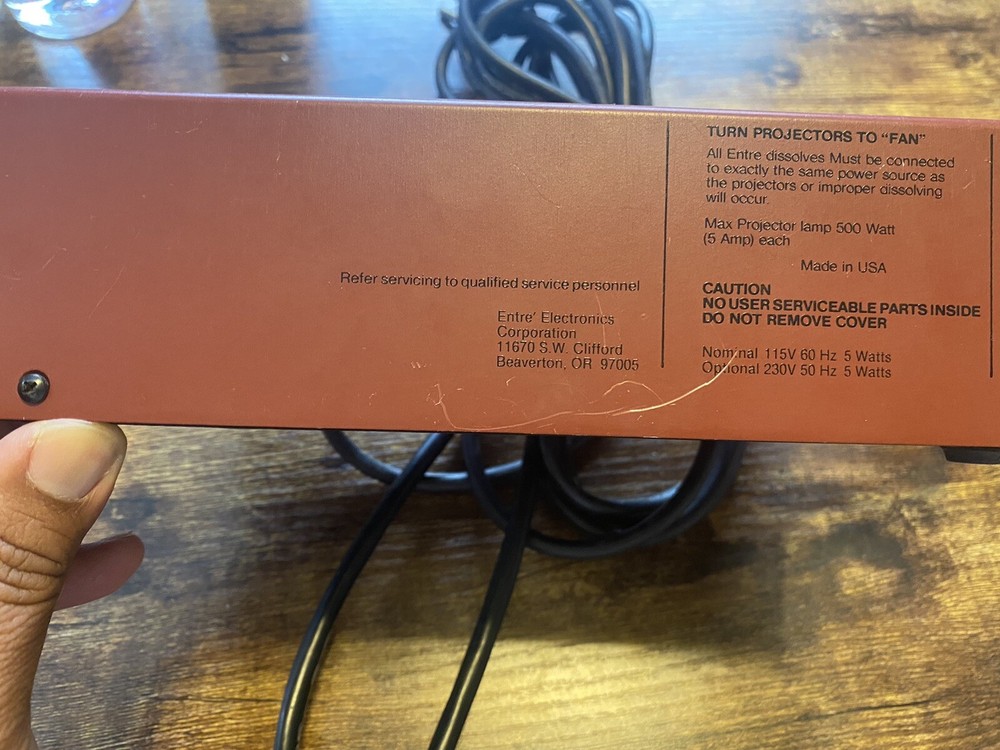 Refer servicing to qualified service personnel
Entre' Electronics
Corporation
11670 S.W. Clifford
Beaverton, OR 97005
TURN PROJECTORS TO "FAN"
All Entre dissolves Must be connected
to exactly the same power source as
the projectors or improper dissolving
will occur.
Max Projector lamp 500 Watt
(5 Amp) each
Made in USA
CAUTION
NO USER SERVICEABLE PARTS INSIDE
DO NOT REMOVE COVER
Nominal 115V 60 Hz 5 Watts
Optional 230V 50 Hz 5 Watts